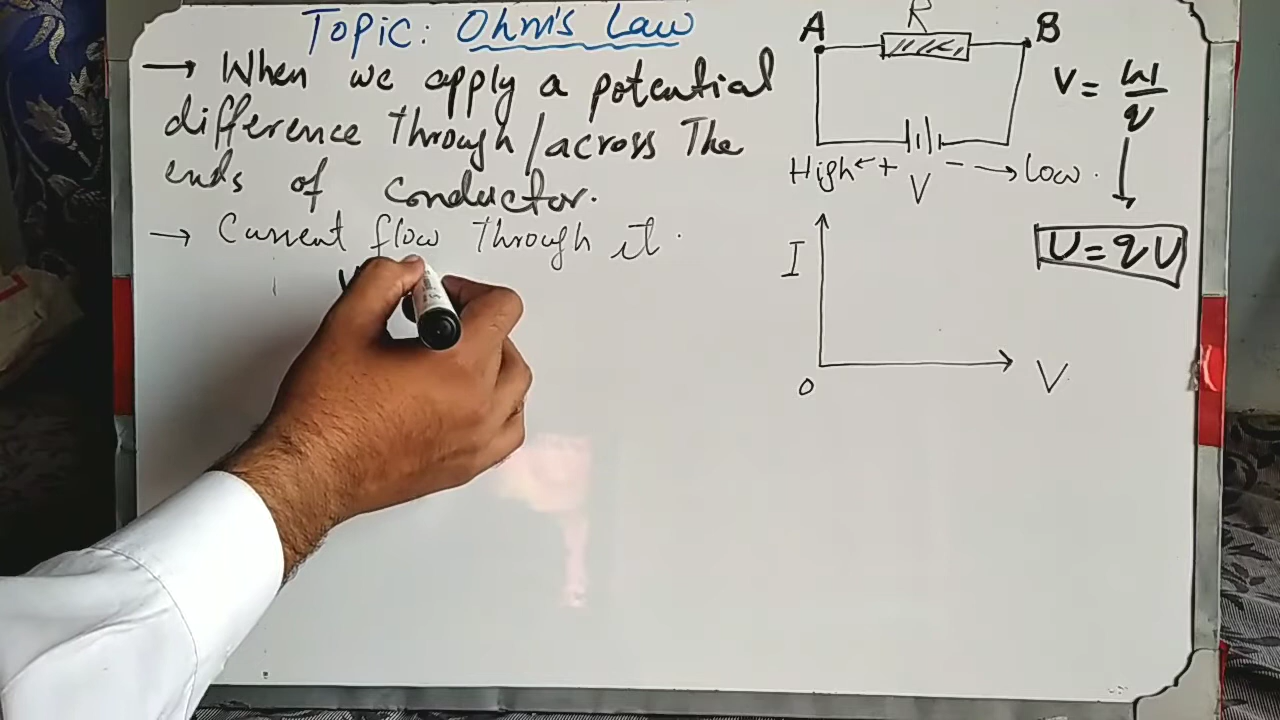 Topic: Ohm's Law
→ When we apply a potential
difference through/across The
ends of conductor.
→ Current flow through it.
V
A R B
High ← + V - → Low.
V = W/q
↓
U = qV
I
O V